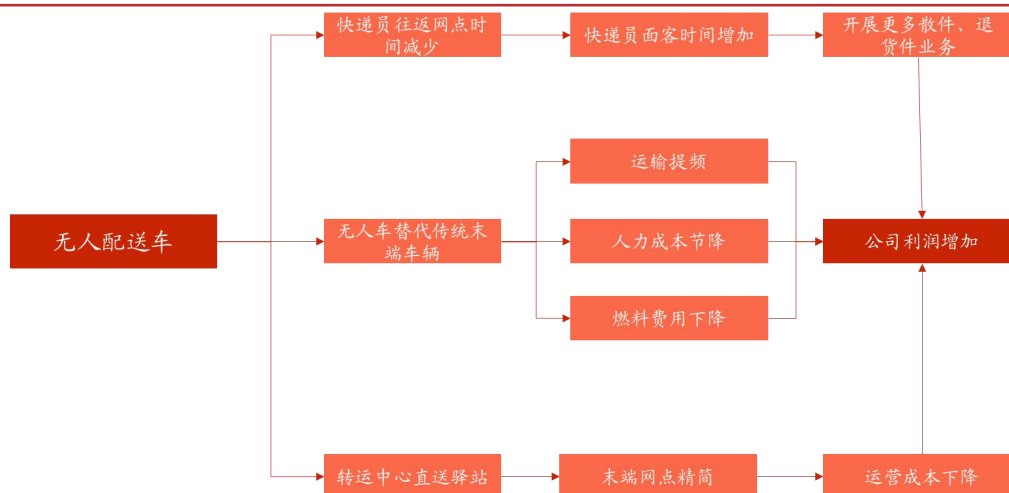 快递员往返网点时
间减少
快递员面客时间增加
开展更多散件、退
货件业务
运输提频
无人配送车
无人车替代传统末
端车辆
人力成本节降
公司利润增加
燃料费用下降
转运中心直送驿站
末端网点精简
运营成本下降